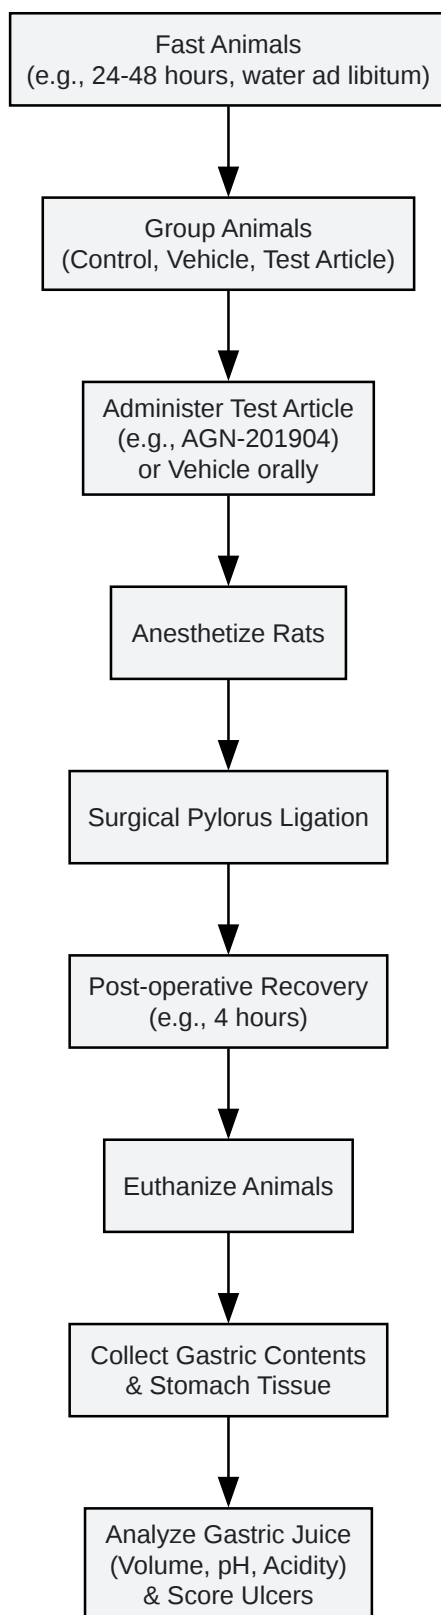 Fast Animals
(e.g., 24-48 hours, water ad libitum)
Group Animals
(Control, Vehicle, Test Article)
Administer Test Article
(e.g., AGN-201904)
or Vehicle orally
Anesthetize Rats
Surgical Pylorus Ligation
Post-operative Recovery
(e.g., 4 hours)
Euthanize Animals
Collect Gastric Contents
& Stomach Tissue
Analyze Gastric Juice
(Volume, pH, Acidity)
& Score Ulcers